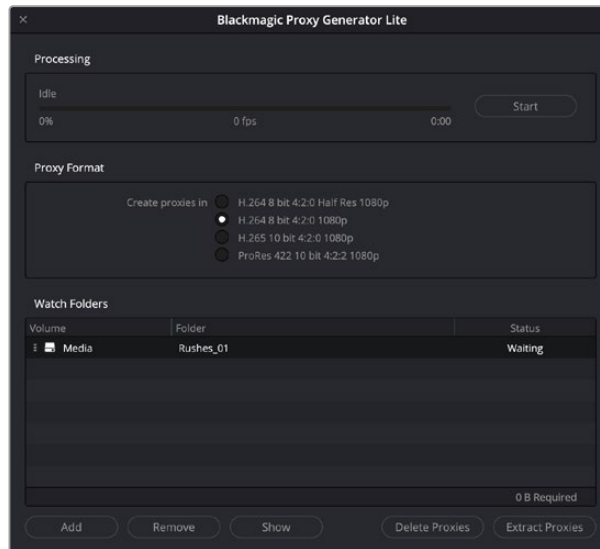 Blackmagic Proxy Generator Lite
Processing
Idle
Start
0% 0 fps 0:00
Proxy Format
Create proxies in H.264 8 bit 4:2:0 Half Res 1080p
H.264 8 bit 4:2:0 1080p
H.265 10 bit 4:2:0 1080p
ProRes 422 10 bit 4:2:2 1080p
Watch Folders
Volume Folder Status
Media Rushes_01 Waiting
0 B Required
Add Remove Show Delete Proxies Extract Proxies